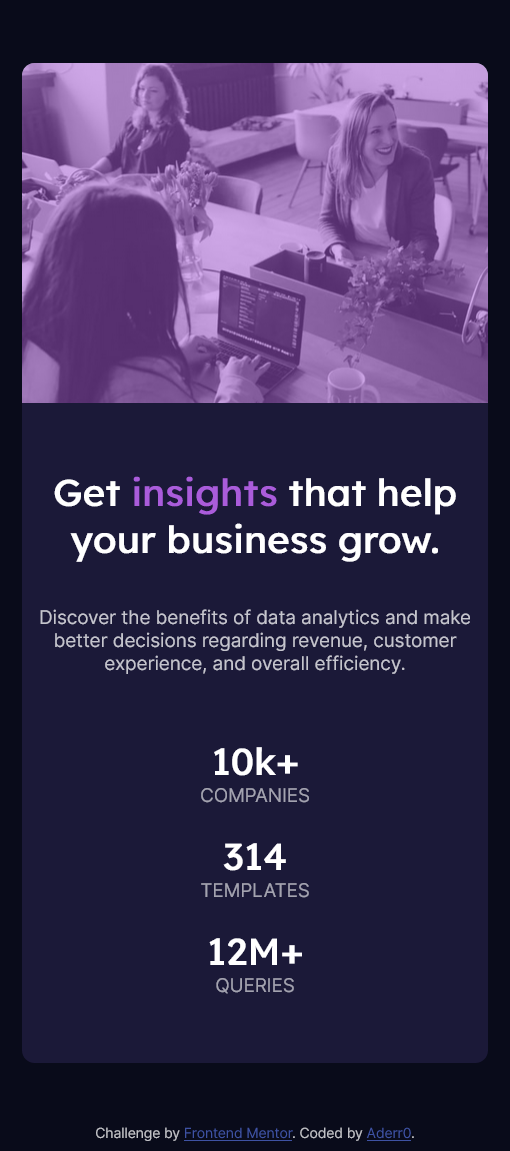 Get insights that help
your business grow.
Discover the benefits of data analytics and make
better decisions regarding revenue, customer
experience, and overall efficiency.
10k+
COMPANIES
314
TEMPLATES
12M+
QUERIES
Challenge by Frontend Mentor. Coded by Aderr0.